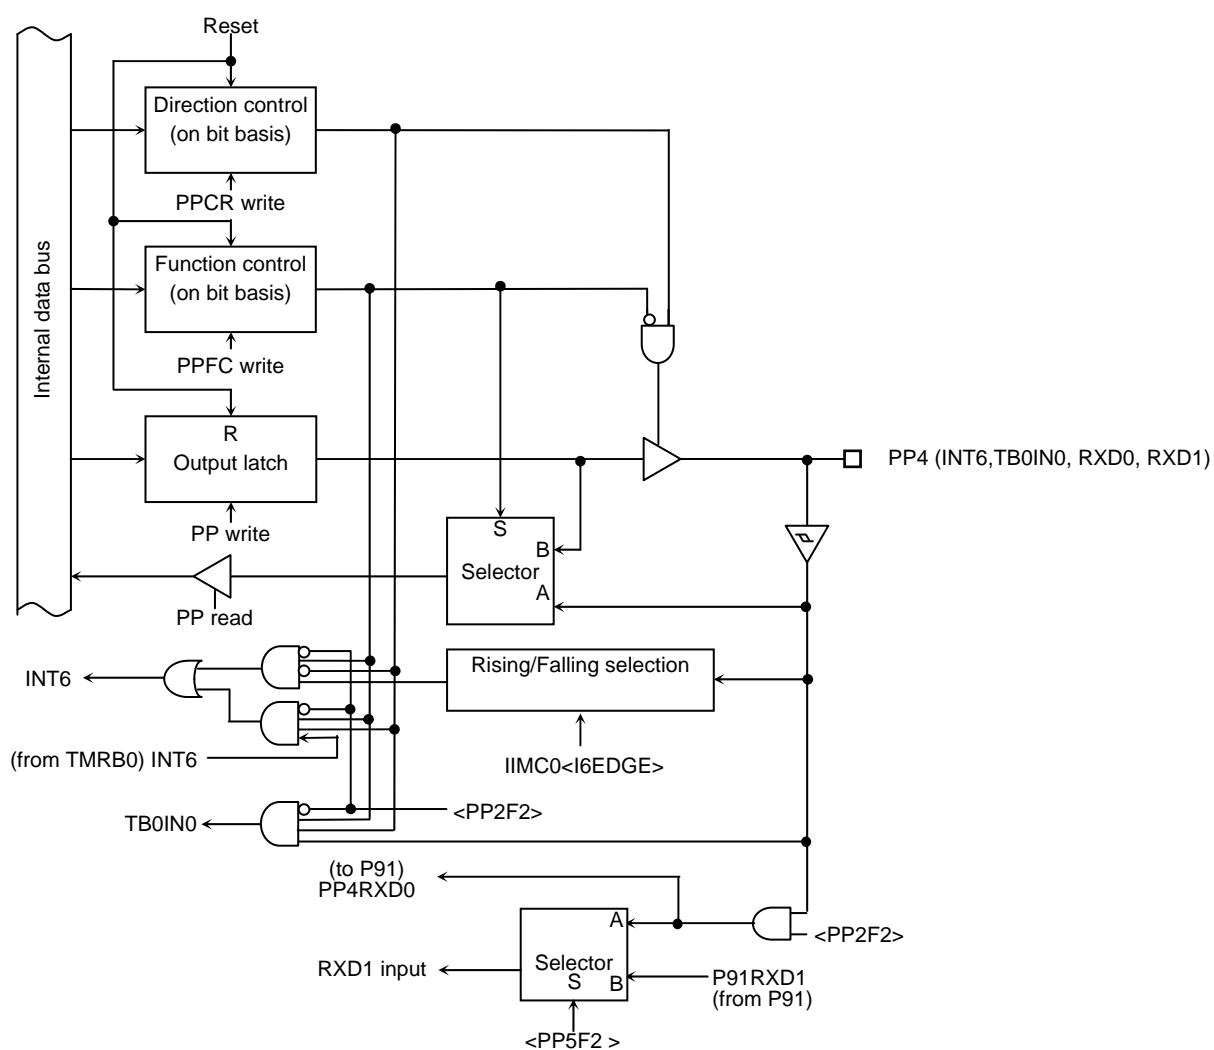 Reset
Direction control
(on bit basis)
PPCR write
Internal data bus
Function control
(on bit basis)
PPFC write
R
Output latch
PP write
PP4 (INT6,TB0IN0, RXD0, RXD1)
S
B
Selector
A
PP read
Rising/Falling selection
INT6
(from TMRB0) INT6
IIMC0<I6EDGE>
<PP2F2>
TB0IN0
(to P91)
PP4RXD0
A
<PP2F2>
Selector
RXD1 input
S
B
P91RXD1
(from P91)
<PP5F2 >